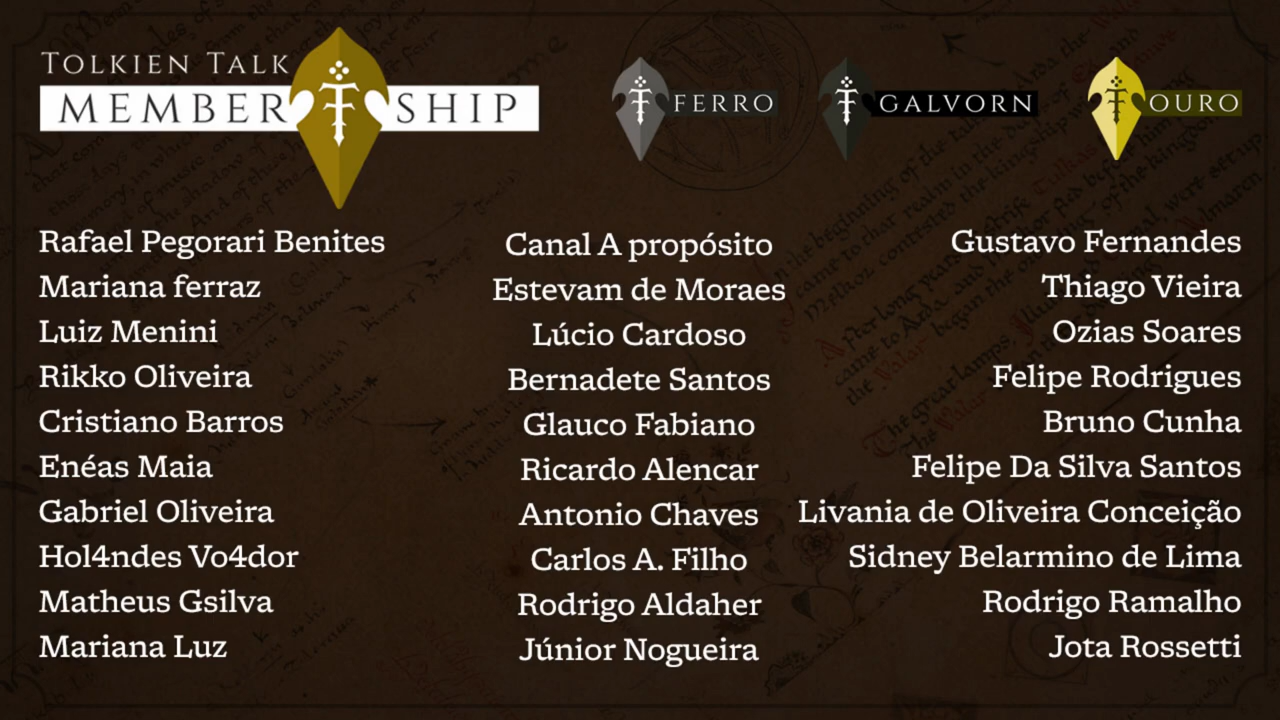 TOLKIEN TALK
MEMBERSHIP
FERRO
GALVORN
OURO
Rafael Pegorari Benites
Mariana ferraz
Luiz Menini
Rikko Oliveira
Cristiano Barros
Enéas Maia
Gabriel Oliveira
Hol4ndes Vo4dor
Matheus Gsilva
Mariana Luz
Canal A propósito
Estevam de Moraes
Lúcio Cardoso
Bernadete Santos
Glauco Fabiano
Ricardo Alencar
Antonio Chaves
Carlos A. Filho
Rodrigo Aldaher
Júnior Nogueira
Gustavo Fernandes
Thiago Vieira
Ozias Soares
Felipe Rodrigues
Bruno Cunha
Felipe Da Silva Santos
Livania de Oliveira Conceição
Sidney Belarmino de Lima
Rodrigo Ramalho
Jota Rossetti